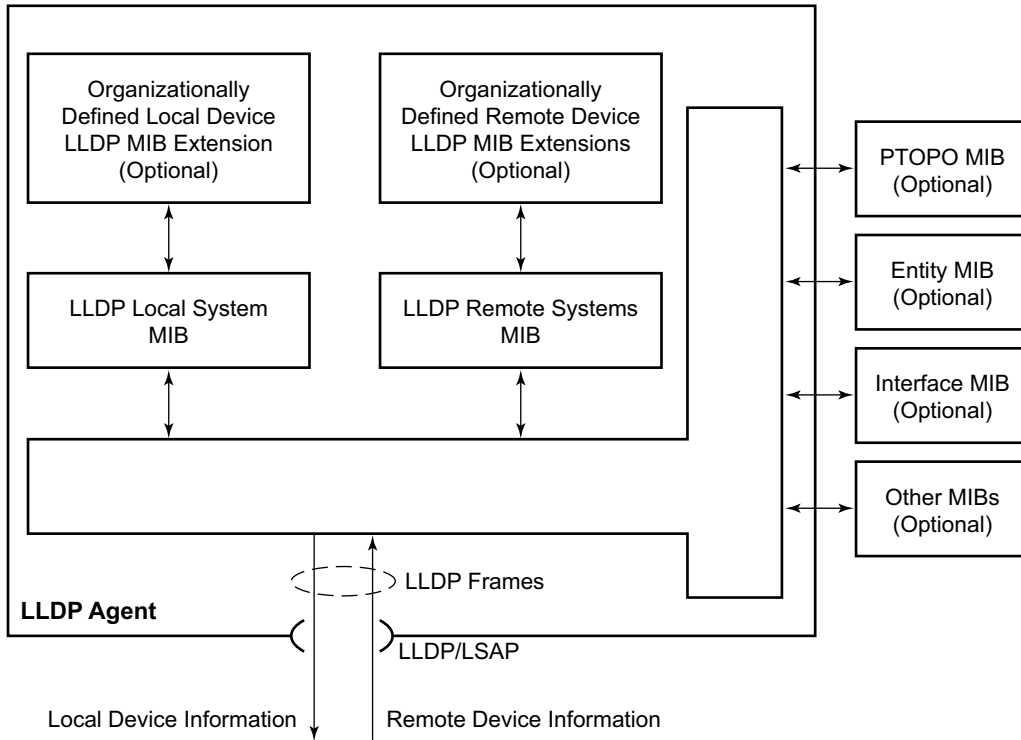 Organizationally
Defined Local Device
LLDP MIB Extension
(Optional)
Organizationally
Defined Remote Device
LLDP MIB Extensions
(Optional)
PTOPO MIB
(Optional)
LLDP Local System
MIB
LLDP Remote Systems
MIB
Entity MIB
(Optional)
Interface MIB
(Optional)
Other MIBs
(Optional)
LLDP Frames
LLDP Agent
LLDP/LSAP
Local Device Information
Remote Device Information